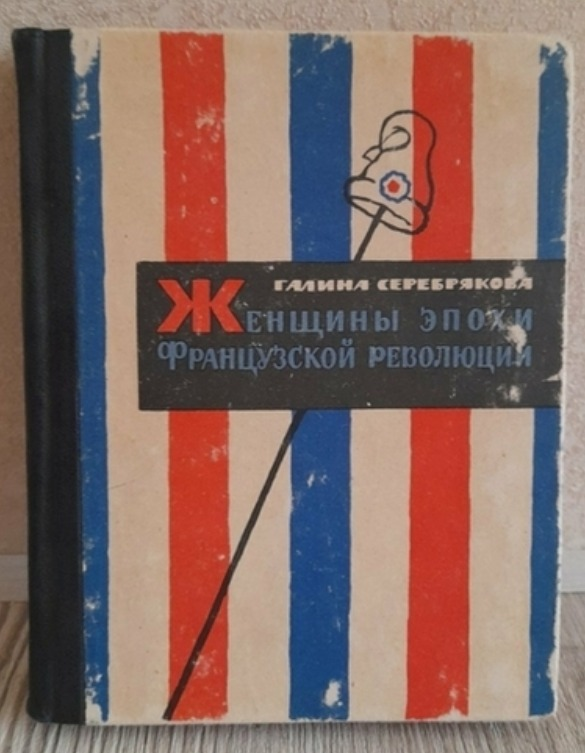 ГАЛИНА СЕРЕБРЯКОВА
ЖЕНЩИНЫ ЭПОХИ
ФРАНЦУЗСКОЙ РЕВОЛЮЦИИ